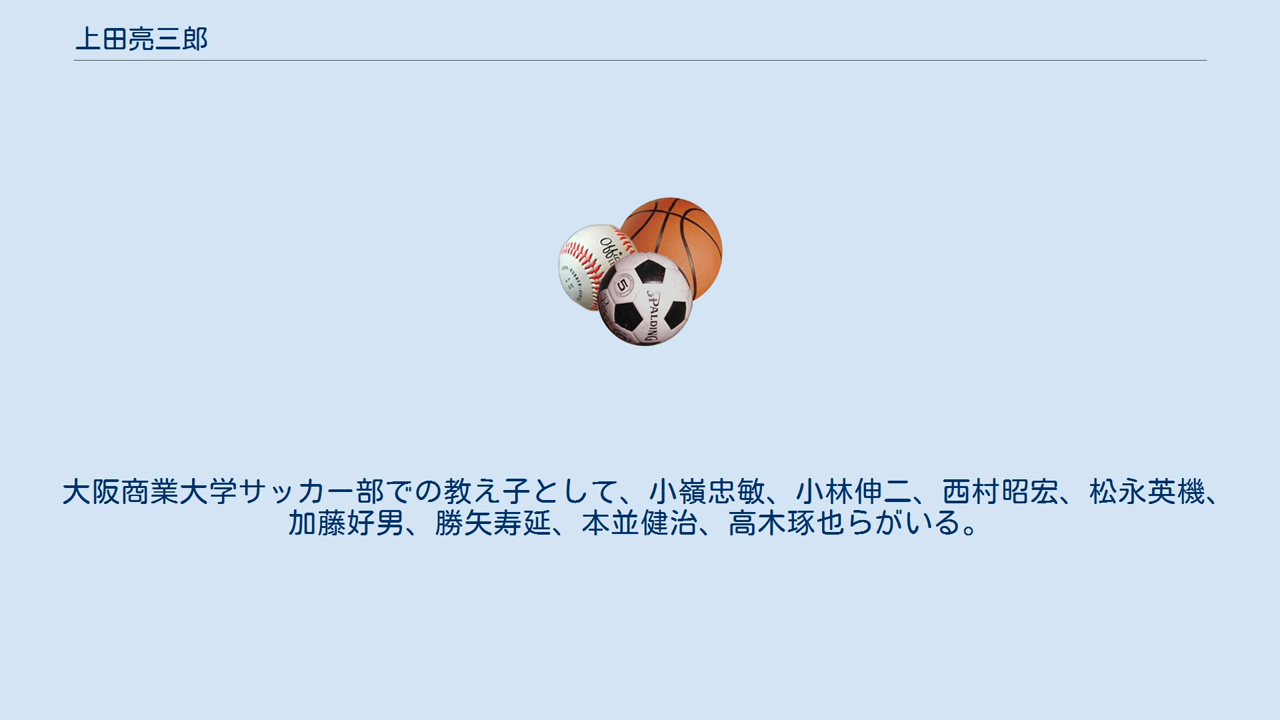 上田亮三郎
Offic
SPALDING
5
大阪商業大学サッカー部での教え子として、小嶺忠敏、小林伸二、西村昭宏、松永英機、
加藤好男、勝矢寿延、本並健治、高木琢也らがいる。